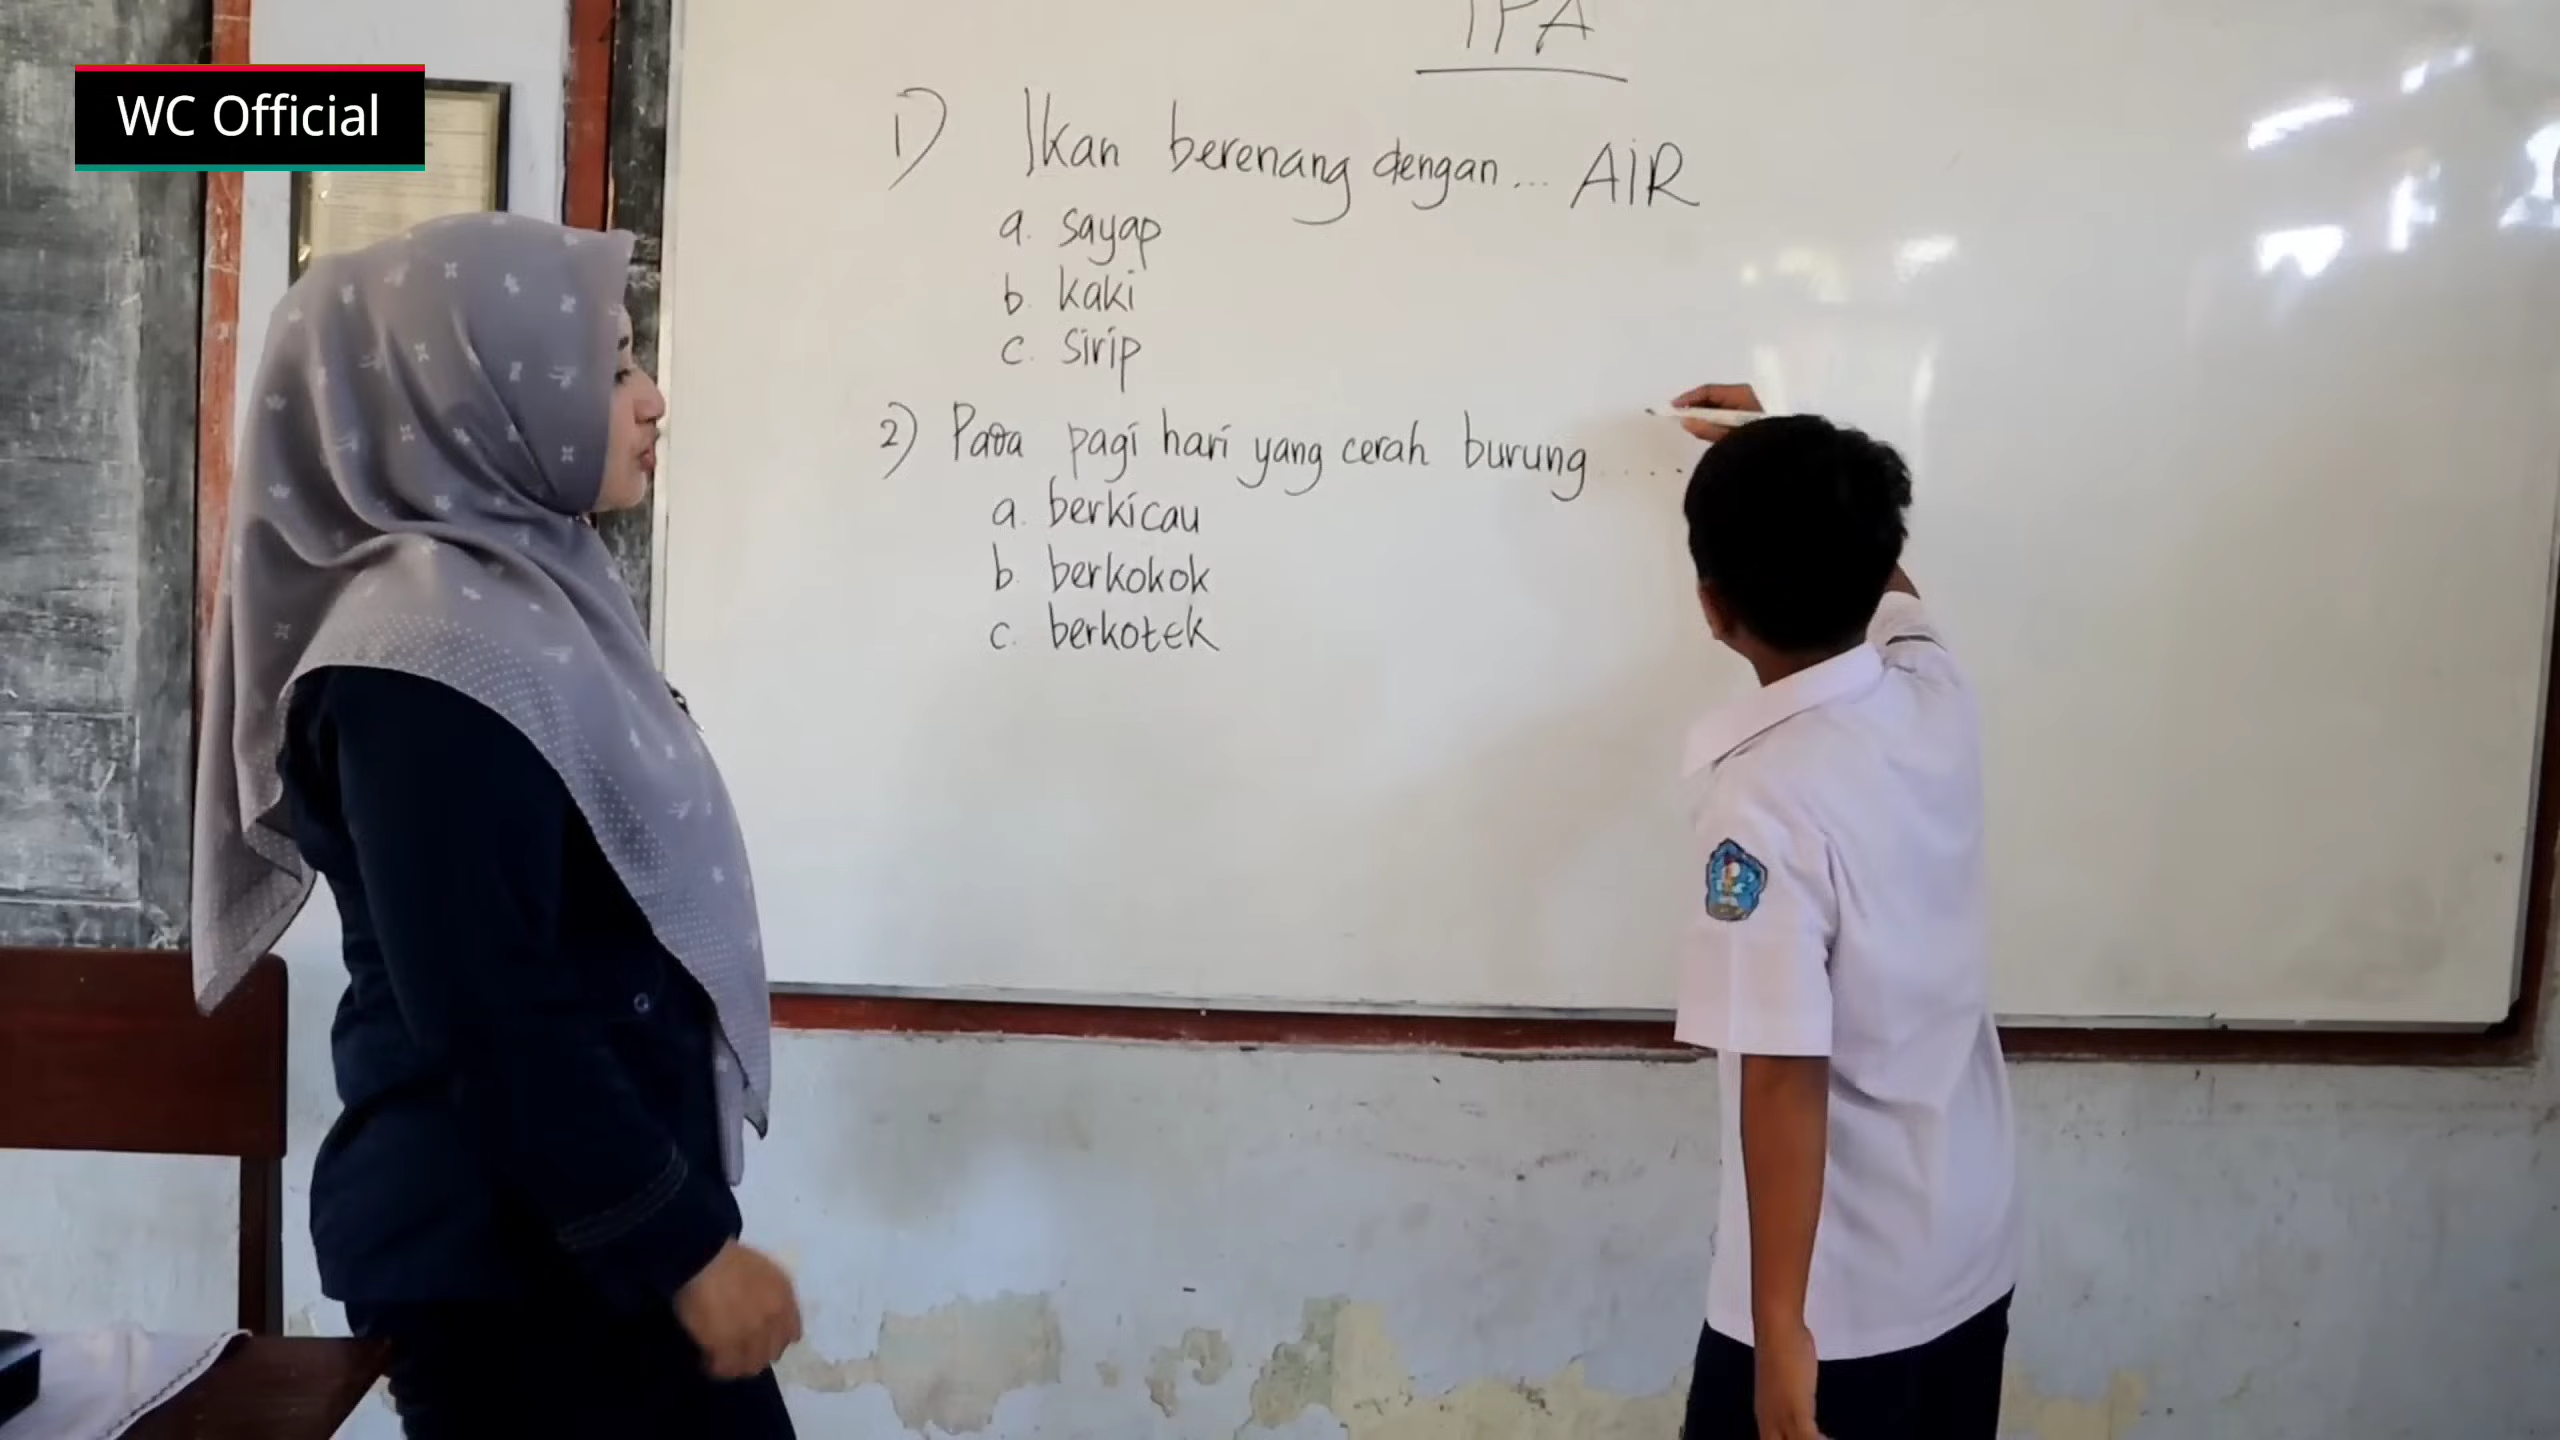 WC Official
IPA
1) Ikan berenang dengan... AIR
a. sayap
b. kaki
c. sirip
2) Pada pagi hari yang cerah burung ....
a. berkicau
b. berkokok
c. berkotek